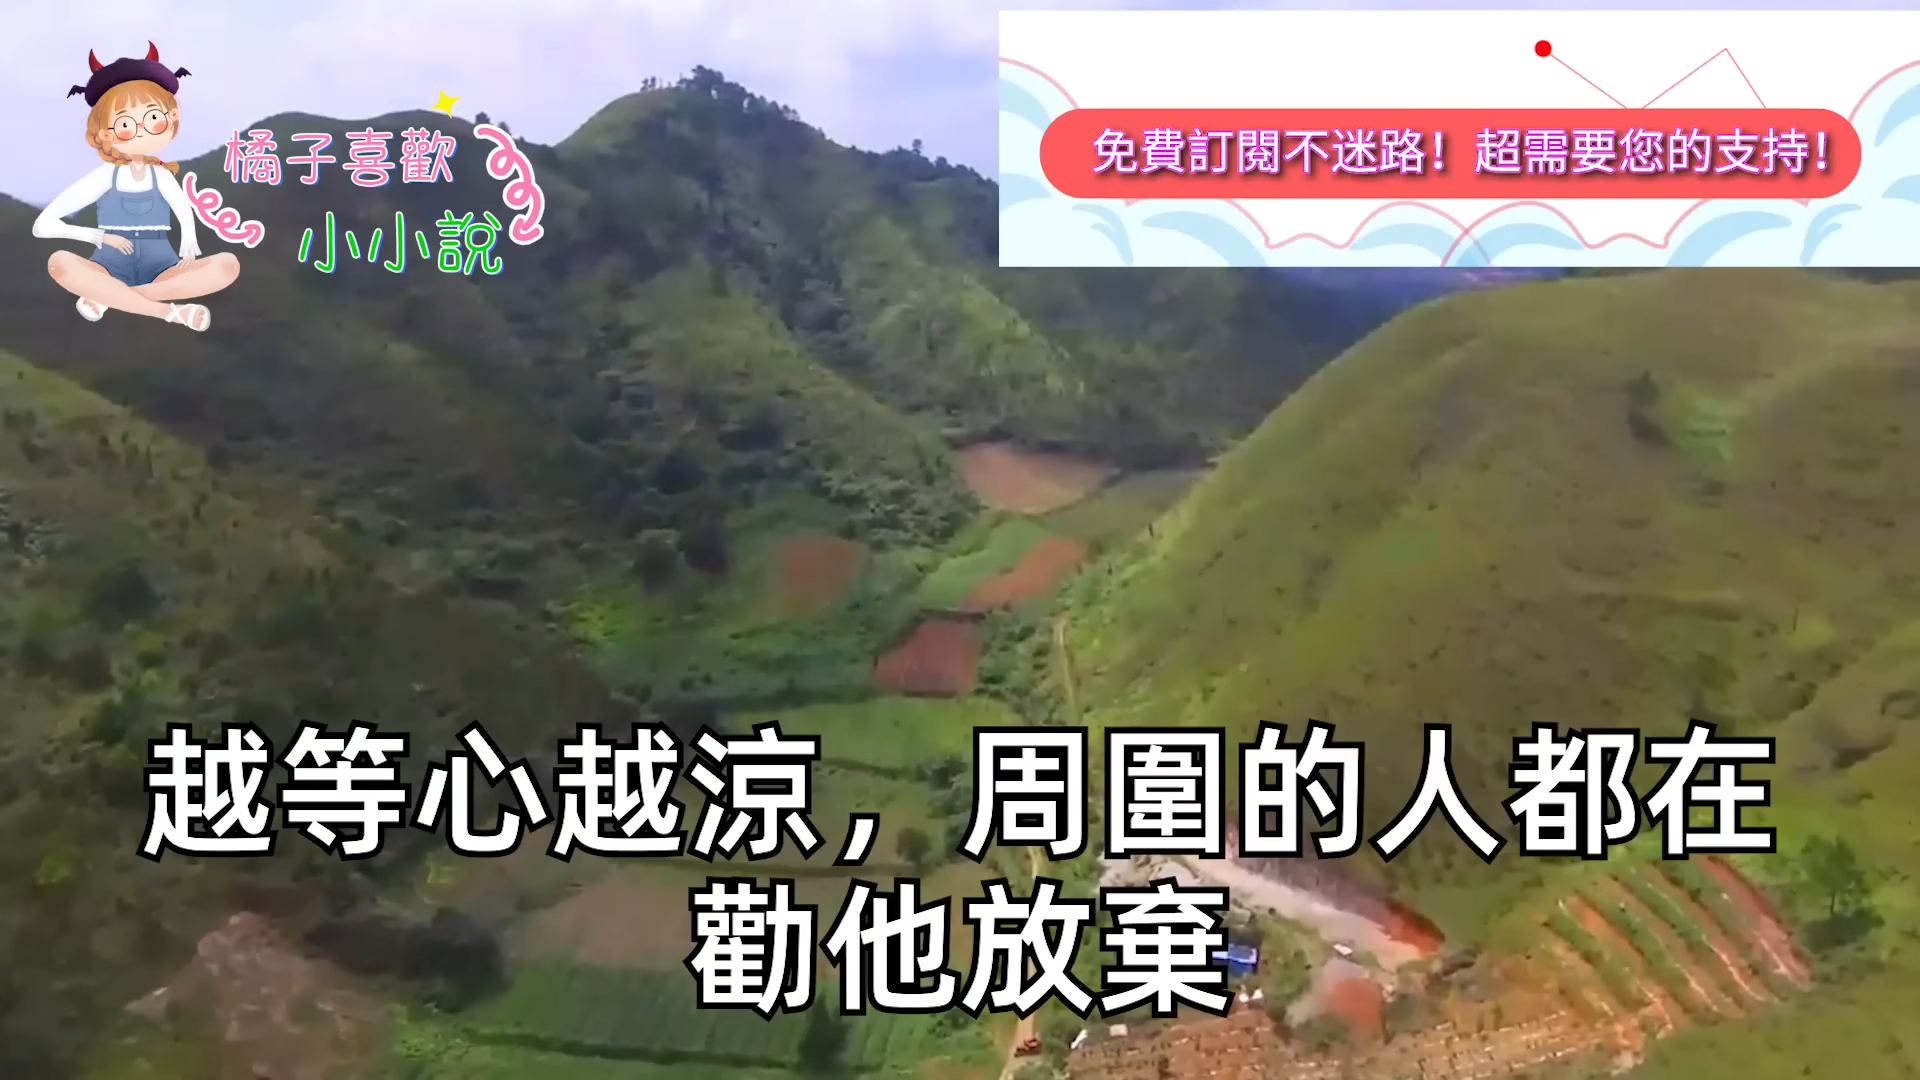 橘子喜歡
小小說
免費訂閱不迷路！超需要您的支持！
越等心越涼，周圍的人都在
勸他放棄